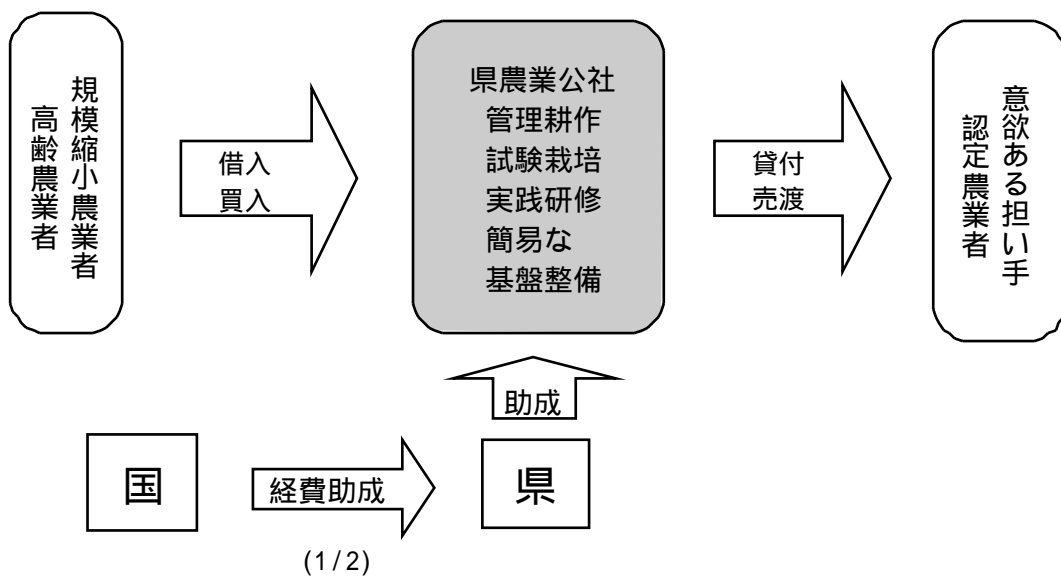 規模縮小農業者
高齢農業者
借入
買入
県農業公社
管理耕作
試験栽培
実践研修
簡易な
基盤整備
貸付
売渡
意欲ある担い手
認定農業者
助成
国
経費助成
県
(1/2)